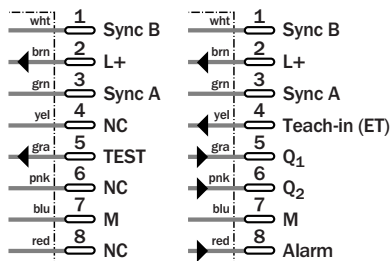 wht 1 Sync B
brn 2 L+
grn 3 Sync A
yel 4 NC
gra 5 TEST
pnk 6 NC
blu 7 M
red 8 NC
wht 1 Sync B
brn 2 L+
grn 3 Sync A
yel 4 Teach-in (ET)
gra 5 Q1
pnk 6 Q2
blu 7 M
red 8 Alarm